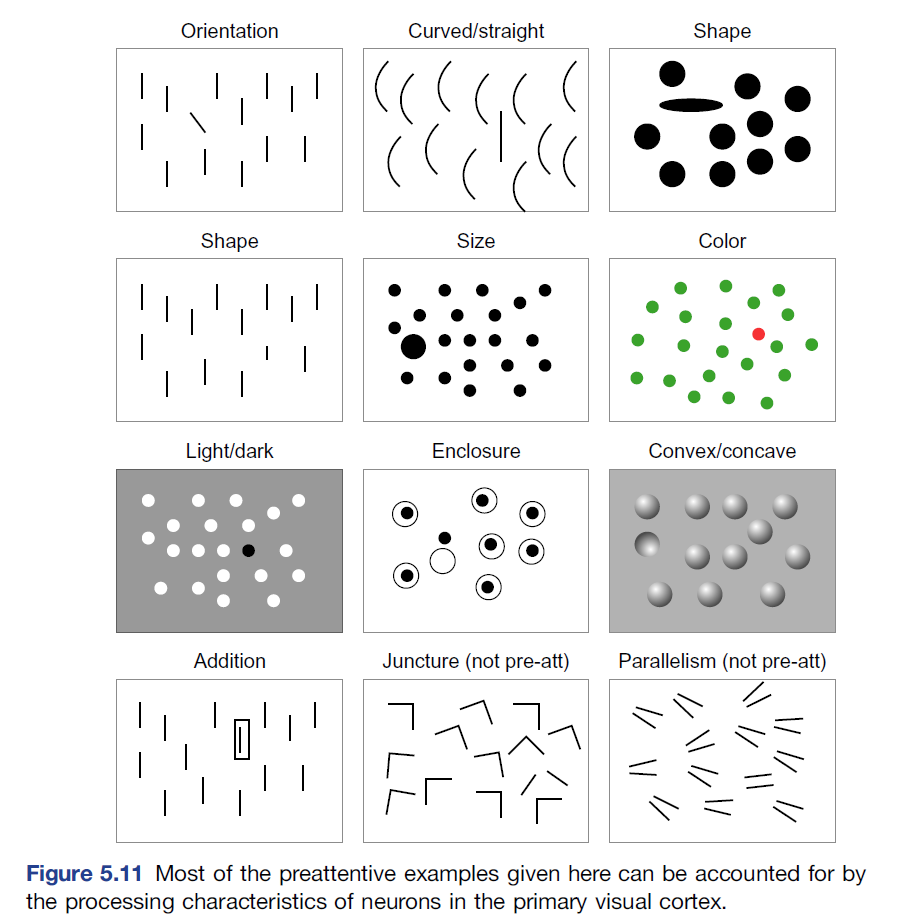 Orientation
Curved/straight
Shape
Shape
Size
Color
Light/dark
Enclosure
Convex/concave
Addition
Juncture (not pre-att)
Parallelism (not pre-att)
Figure 5.11 Most of the preattentive examples given here can be accounted for by
the processing characteristics of neurons in the primary visual cortex.